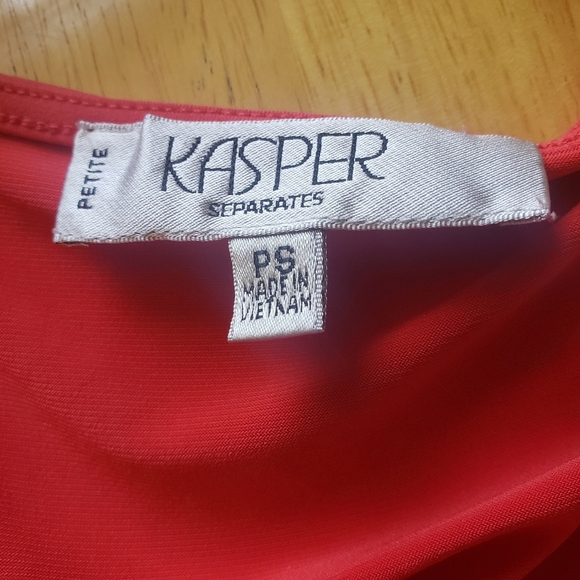 PETITE
KASPER
SEPARATES
PS
MADE IN
VIETNAM